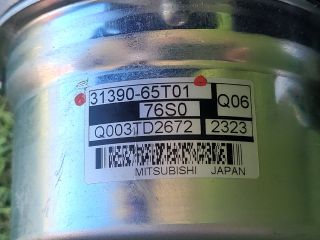 31390-65T01
76S0 Q06
Q003TD2672 2323
MITSUBISHI JAPAN